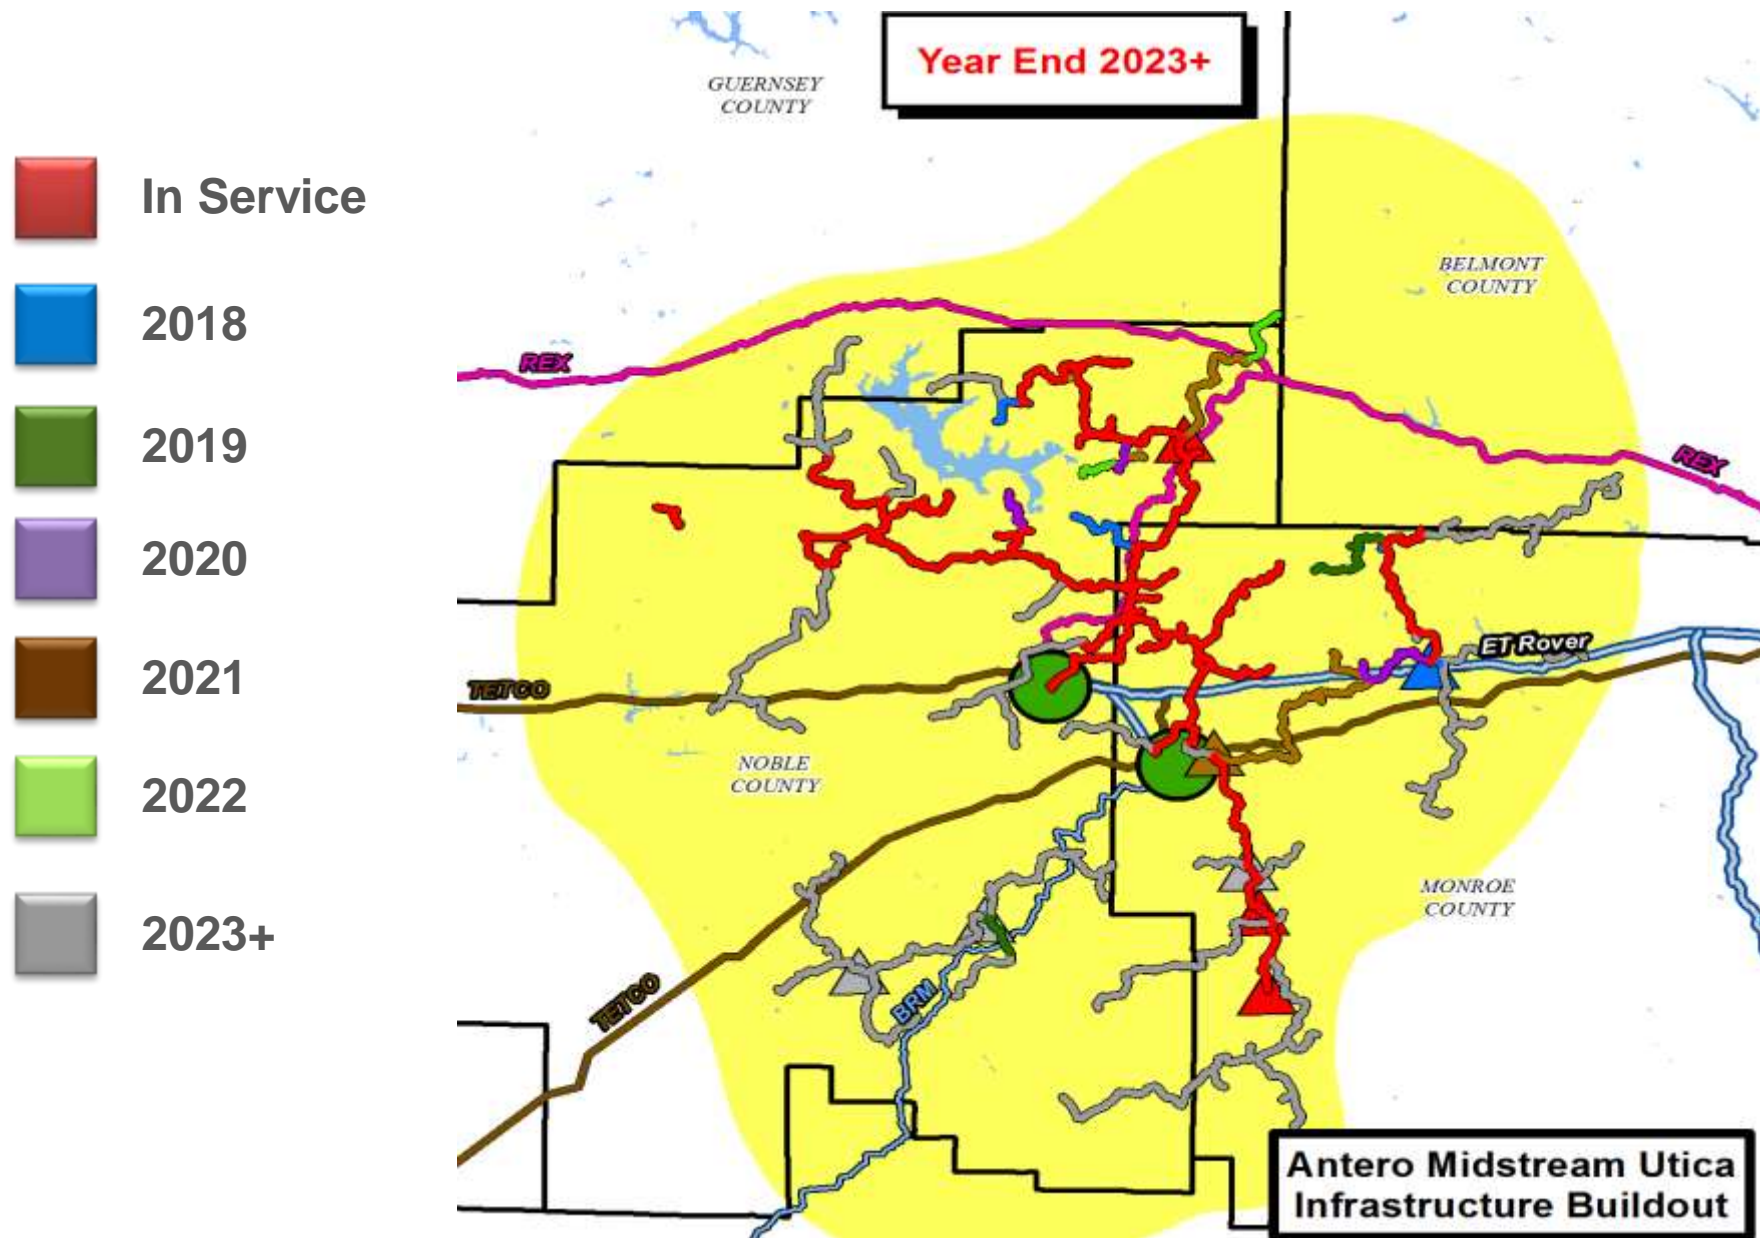 Year End 2023+
GUERNSEY
COUNTY
In Service
2018
2019
2020
2021
2022
2023+
BELMONT
COUNTY
REX
REX
ET Rover
TETCO
NOBLE
COUNTY
MONROE
COUNTY
TETCO
BRM
Antero Midstream Utica
Infrastructure Buildout